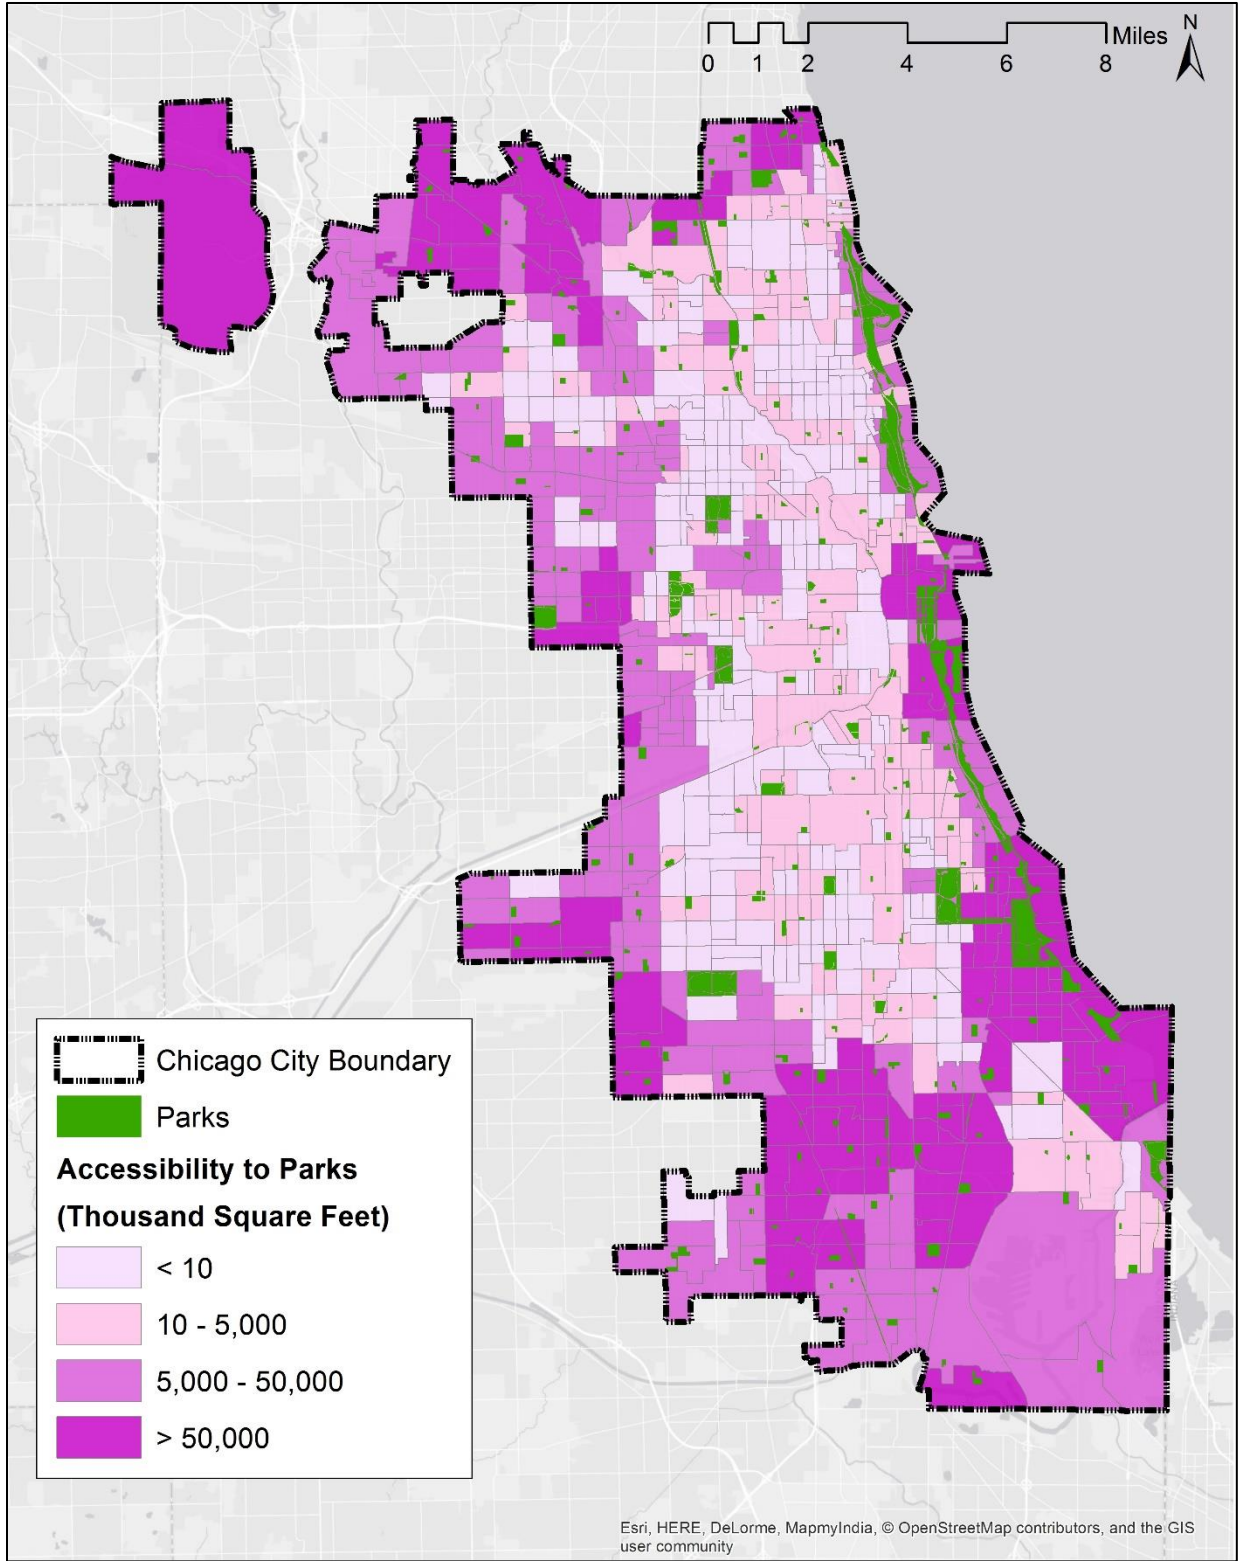 N
Miles
0 1 2 4 6 8
Chicago City Boundary
Parks
Accessibility to Parks
(Thousand Square Feet)
< 10
10 - 5,000
5,000 - 50,000
> 50,000
Esri, HERE, DeLorme, MapmyIndia, © OpenStreetMap contributors, and the GIS
user community